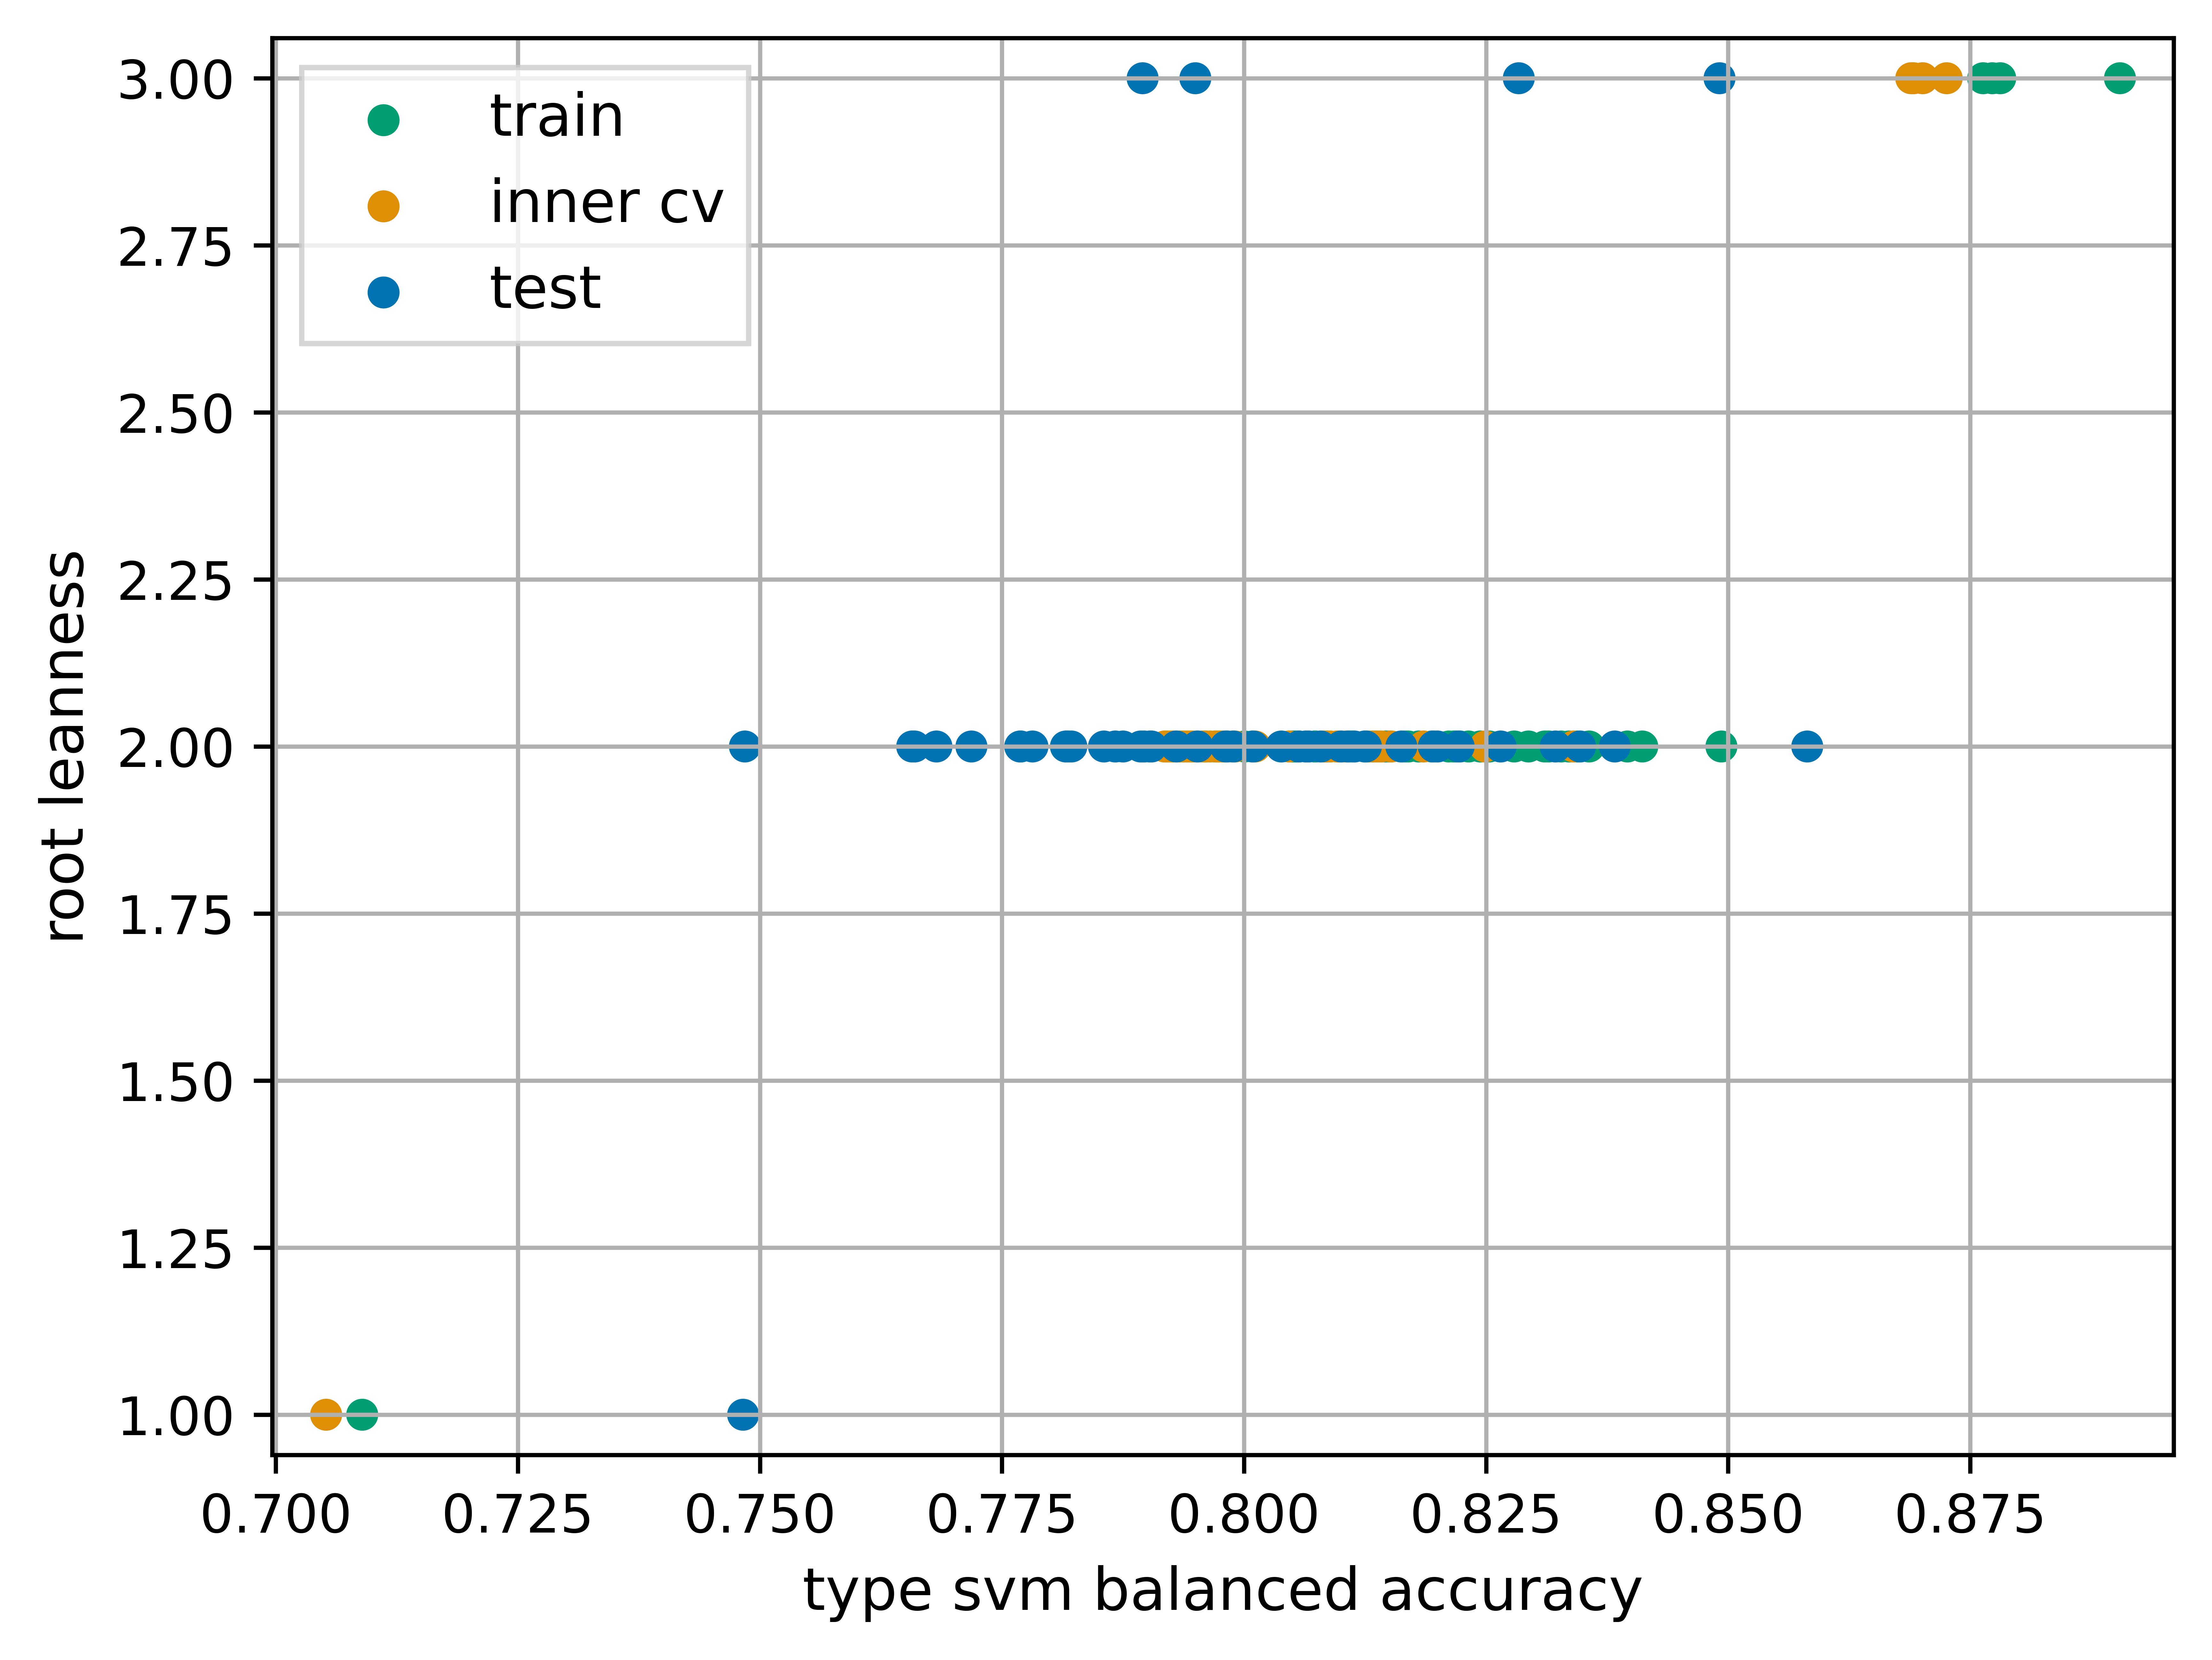 3.00
2.75
2.50
2.25
2.00
1.75
1.50
1.25
1.00
root leanness
train
inner cv
test
0.700 0.725 0.750 0.775 0.800 0.825 0.850 0.875
type svm balanced accuracy